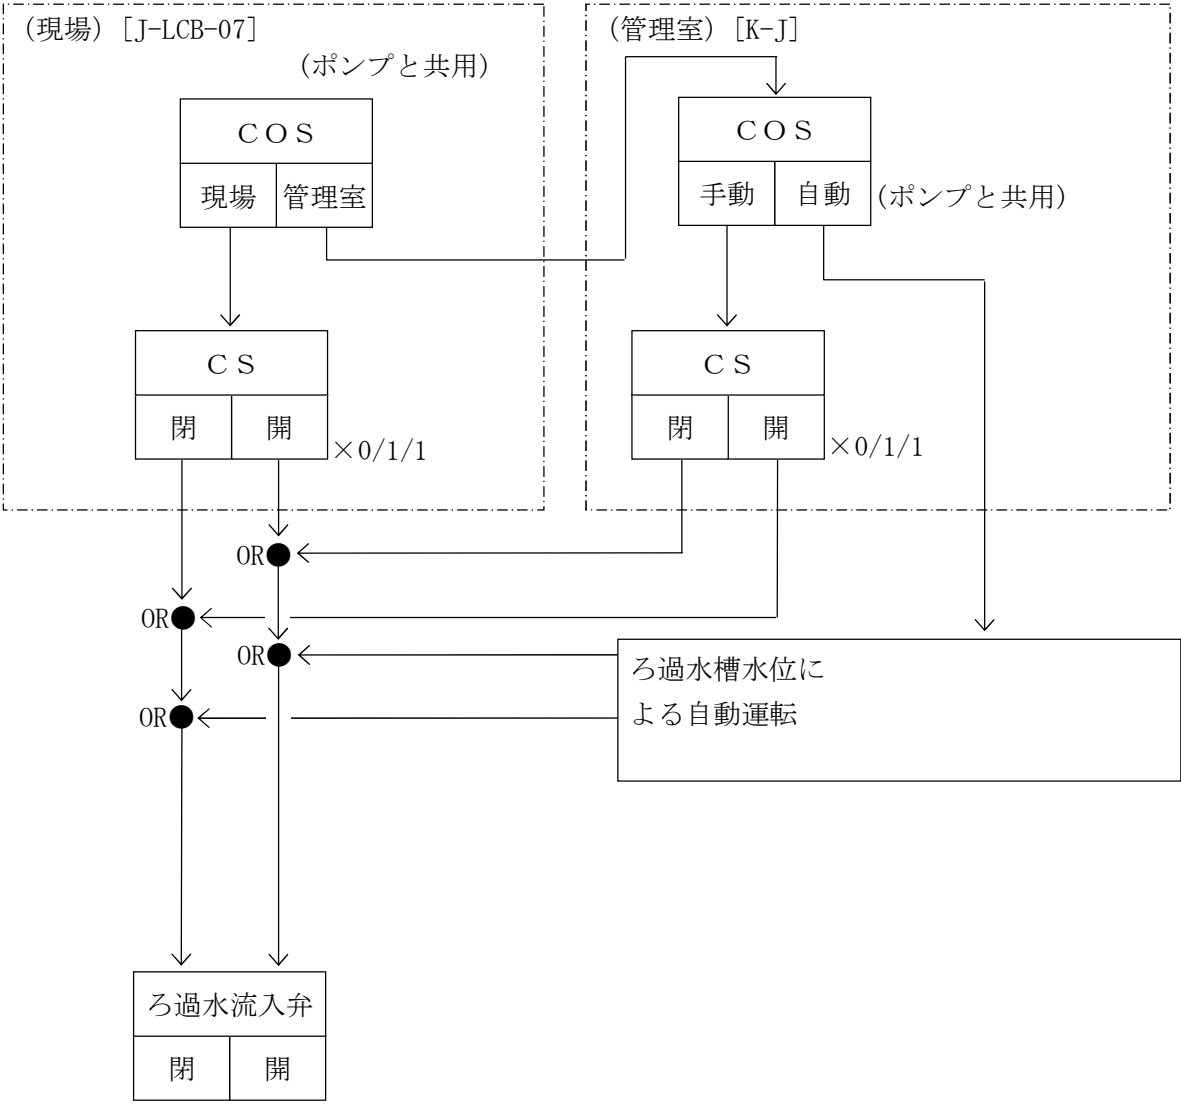 (現場) [J-LCB-07]
(ポンプと共用)
ＣＯＳ
現場 管理室
ＣＳ
閉 開
×0/1/1
(管理室) [K-J]
ＣＯＳ
手動 自動
(ポンプと共用)
ＣＳ
閉 開
×0/1/1
OR
OR
OR
OR
ろ過水槽水位に
よる自動運転
ろ過水流入弁
閉 開